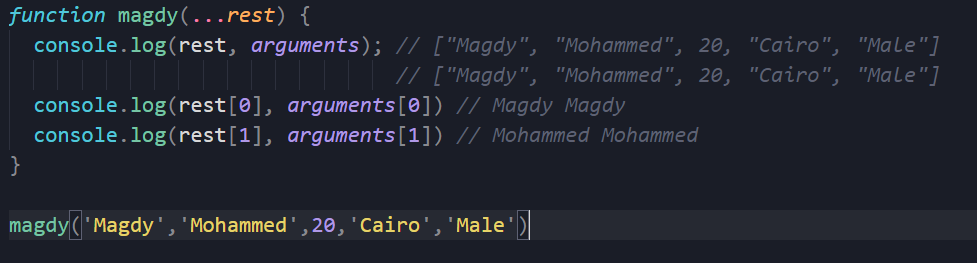 function magdy(...rest) {
console.log(rest, arguments); // ["Magdy", "Mohammed", 20, "Cairo", "Male"]
// ["Magdy", "Mohammed", 20, "Cairo", "Male"]
console.log(rest[0], arguments[0]) // Magdy Magdy
console.log(rest[1], arguments[1]) // Mohammed Mohammed
}
magdy('Magdy','Mohammed',20,'Cairo','Male')